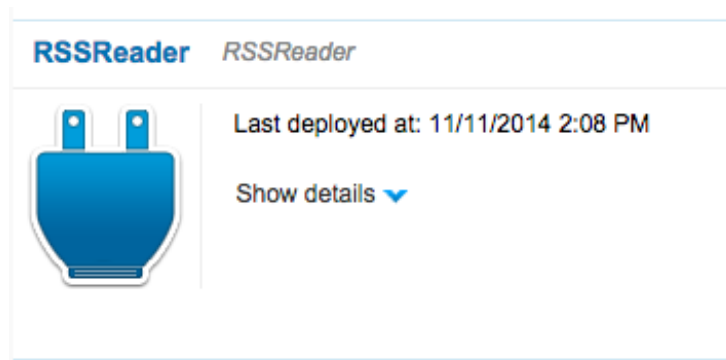 RSSReader RSSReader
Last deployed at: 11/11/2014 2:08 PM
Show details